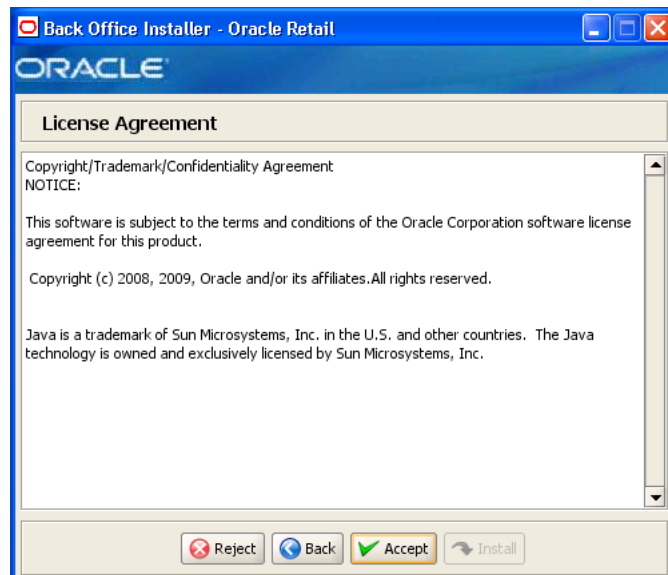 Back Office Installer - Oracle Retail
ORACLE
License Agreement
Copyright/Trademark/Confidentiality Agreement
NOTICE:
This software is subject to the terms and conditions of the Oracle Corporation software license
agreement for this product.
Copyright (c) 2008, 2009, Oracle and/or its affiliates.All rights reserved.
Java is a trademark of Sun Microsystems, Inc. in the U.S. and other countries.  The Java
technology is owned and exclusively licensed by Sun Microsystems, Inc.
Reject Back Accept Install